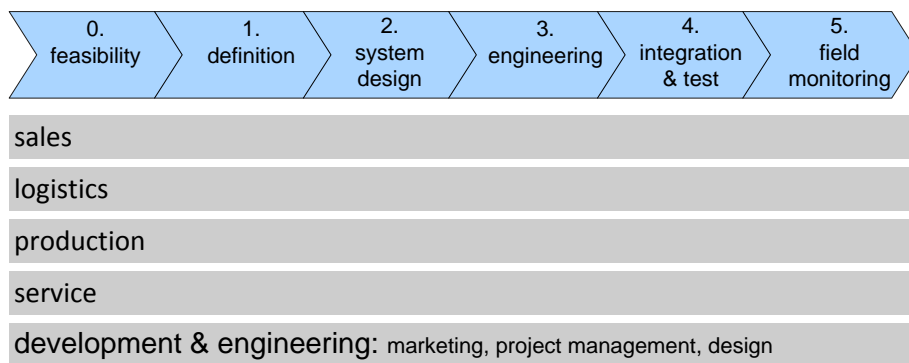 0.
feasibility
1.
definition
2.
system
design
3.
engineering
4.
integration
& test
5.
field
monitoring
sales
logistics
production
service
development & engineering: marketing, project management, design